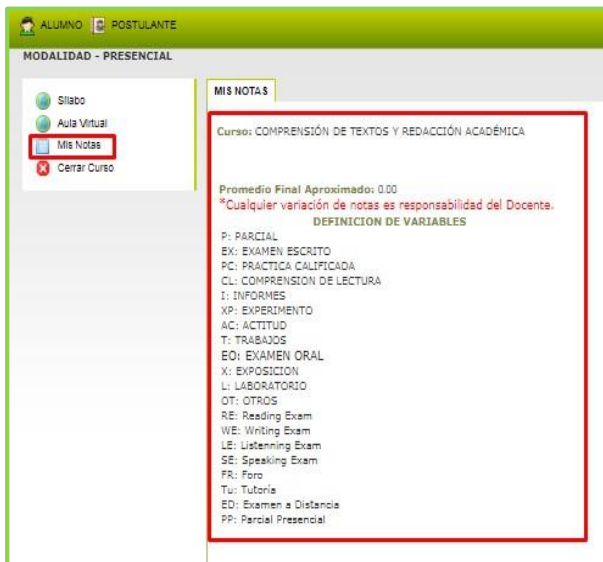 ALUMNO POSTULANTE
MODALIDAD - PRESENCIAL
Sílabo
Aula Virtual
Mis Notas
Cerrar Curso
MIS NOTAS
Curso: COMPRENSIÓN DE TEXTOS Y REDACCIÓN ACADÉMICA
Promedio Final Aproximado: 0.00
*Cualquier variación de notas es responsabilidad del Docente.
DEFINICION DE VARIABLES
P: PARCIAL
EX: EXAMEN ESCRITO
PC: PRACTICA CALIFICADA
CL: COMPRENSION DE LECTURA
I: INFORMES
XP: EXPERIMENTO
AC: ACTITUD
T: TRABAJOS
EO: EXAMEN ORAL
X: EXPOSICION
L: LABORATORIO
OT: OTROS
RE: Reading Exam
WE: Writing Exam
LE: Listenning Exam
SE: Speaking Exam
FR: Foro
Tu: Tutoría
ED: Examen a Distancia
PP: Parcial Presencial